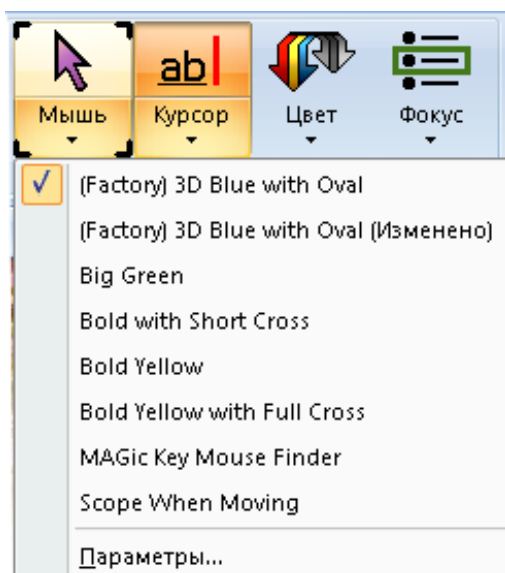 ab
Мышь Курсор Цвет Фокус
(Factory) 3D Blue with Oval
(Factory) 3D Blue with Oval (Изменено)
Big Green
Bold with Short Cross
Bold Yellow
Bold Yellow with Full Cross
MAGic Key Mouse Finder
Scope When Moving
Параметры...